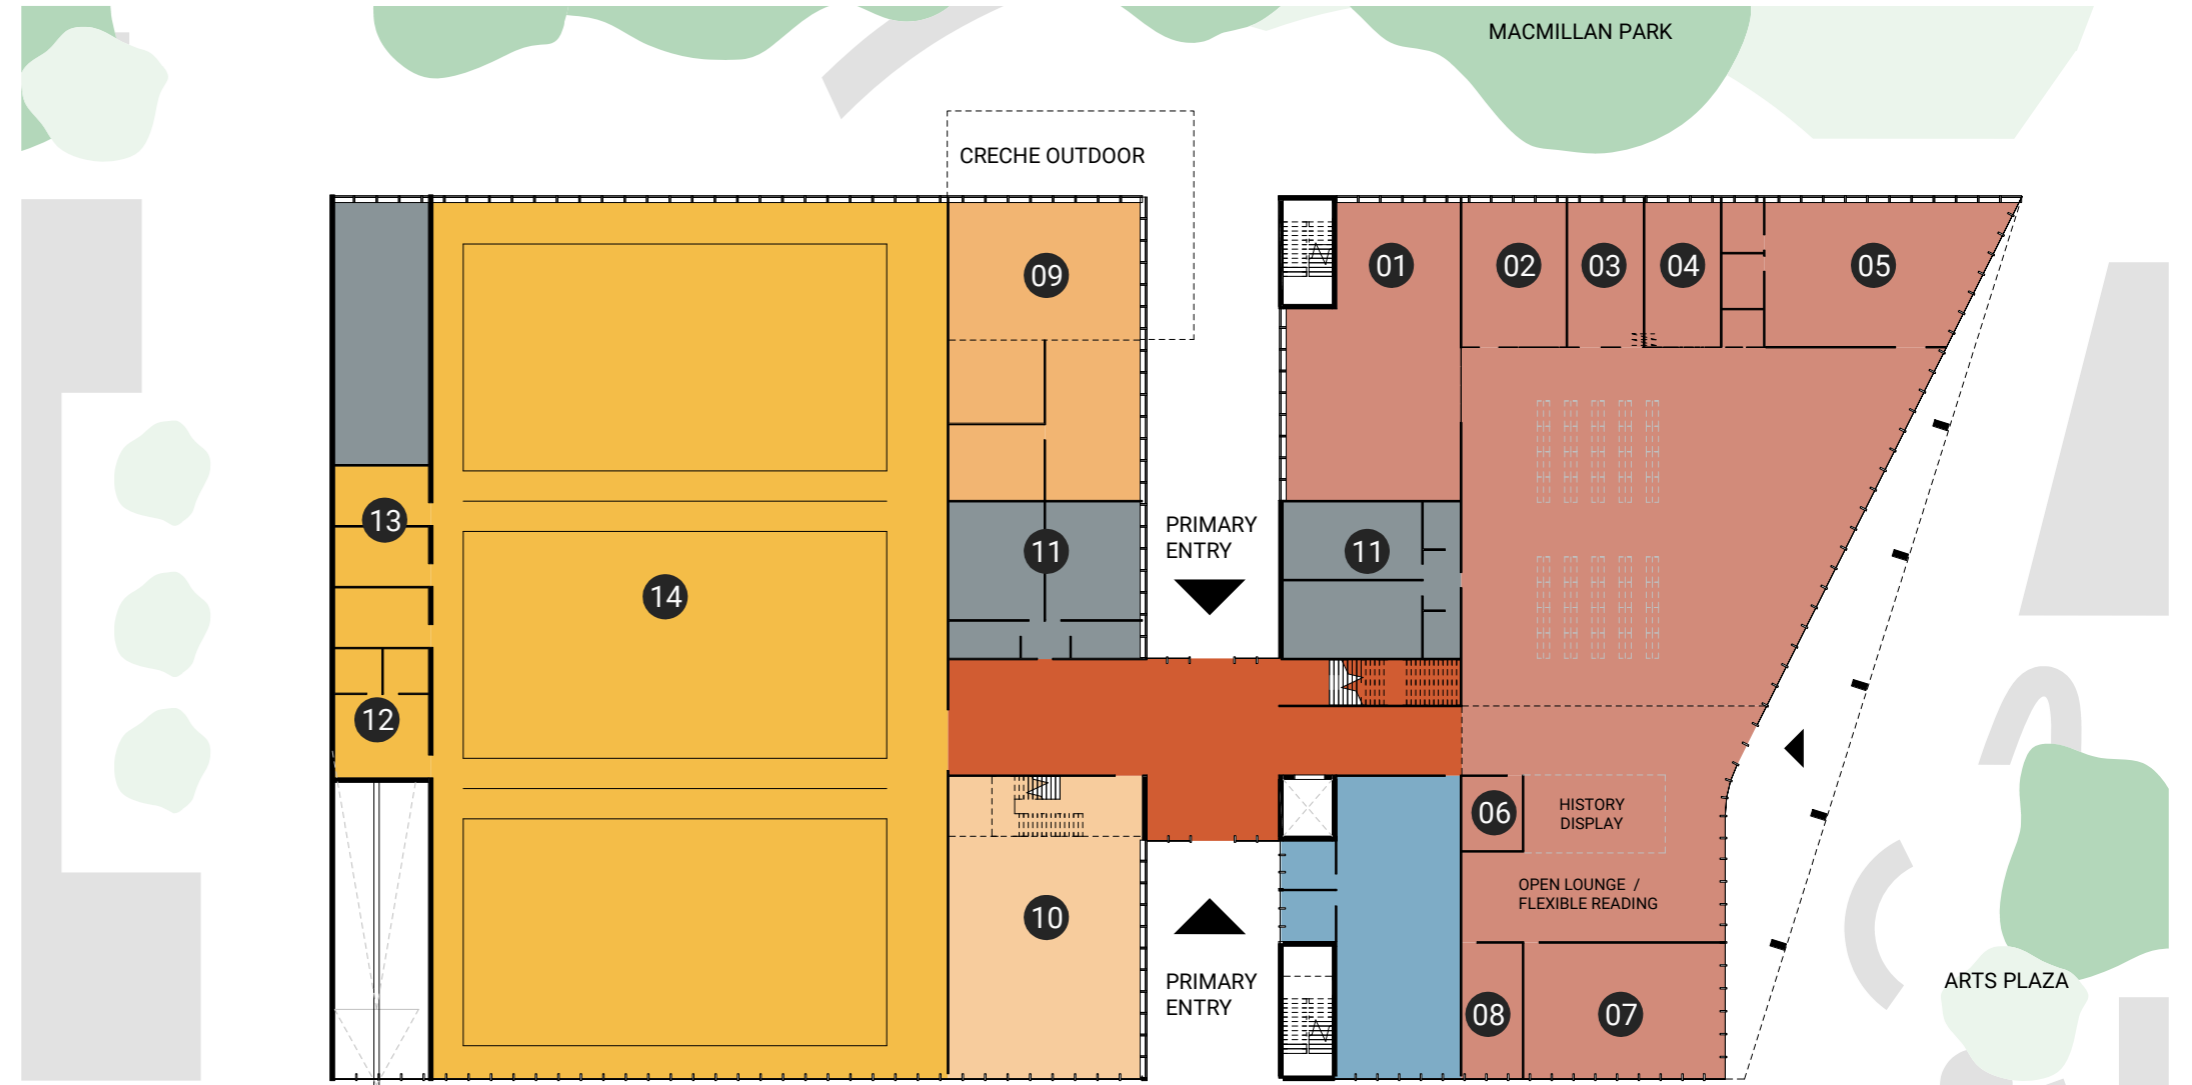 MACMILLAN PARK
CRECHE OUTDOOR
09
01
02
03
04
05
13
14
11
PRIMARY
ENTRY
11
12
06
HISTORY
DISPLAY
OPEN LOUNGE /
FLEXIBLE READING
10
PRIMARY
ENTRY
08
07
ARTS PLAZA